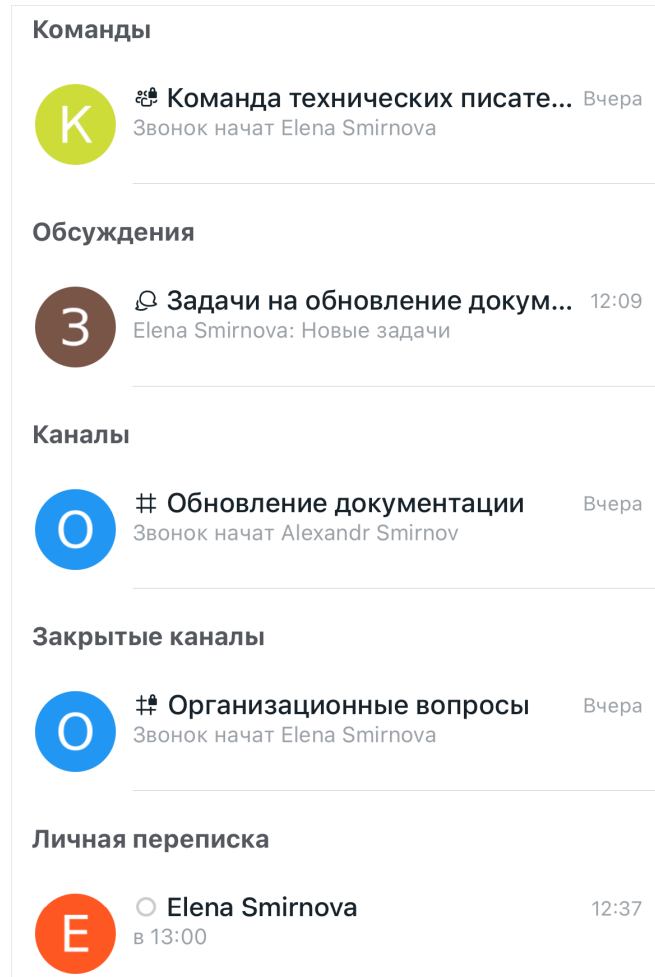 Команды
К
Команда технических писате... Вчера
Звонок начат Elena Smirnova
Обсуждения
З
Задачи на обновление докум... 12:09
Elena Smirnova: Новые задачи
Каналы
О
Обновление документации Вчера
Звонок начат Alexandr Smirnov
Закрытые каналы
О
Организационные вопросы Вчера
Звонок начат Elena Smirnova
Личная переписка
E
Elena Smirnova 12:37
в 13:00